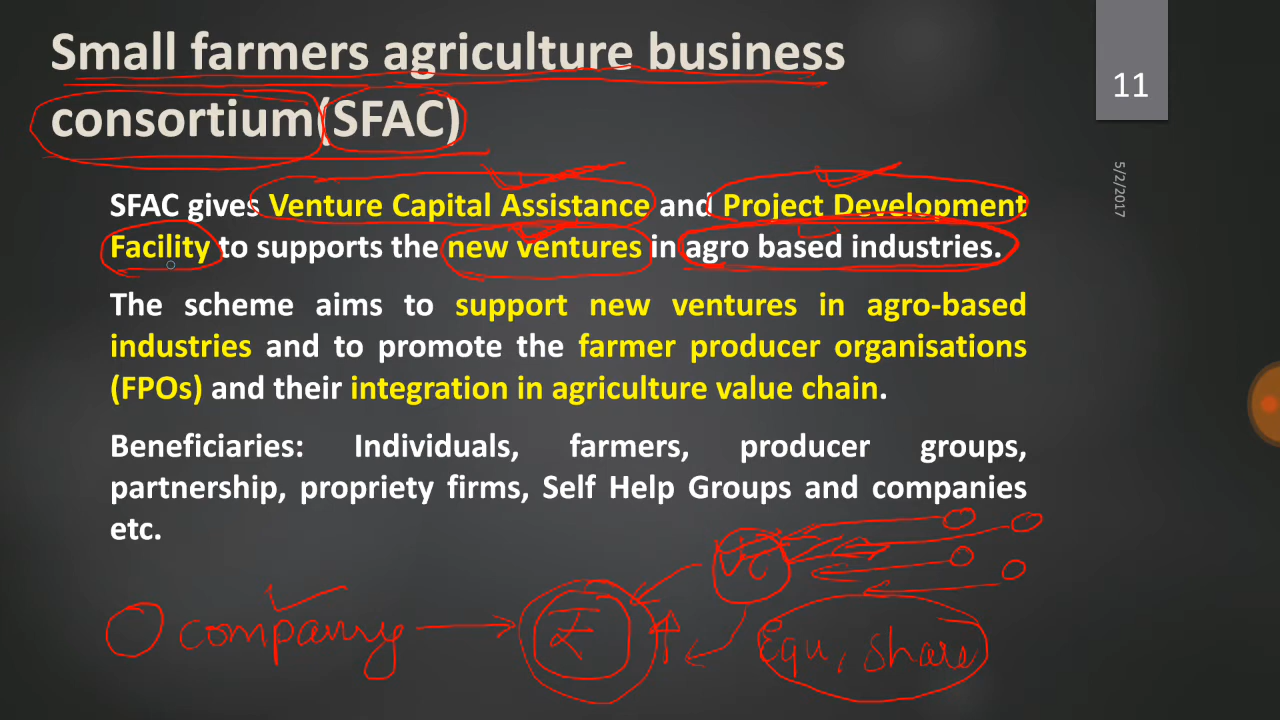 Small farmers agriculture business
consortium(SFAC)
11
5/2/2017
SFAC gives Venture Capital Assistance and Project Development
Facility to supports the new ventures in agro based industries.
The scheme aims to support new ventures in agro-based
industries and to promote the farmer producer organisations
(FPOs) and their integration in agriculture value chain.
Beneficiaries: Individuals, farmers, producer groups,
partnership, propriety firms, Self Help Groups and companies
etc.
VC
company
₹
Equ, share